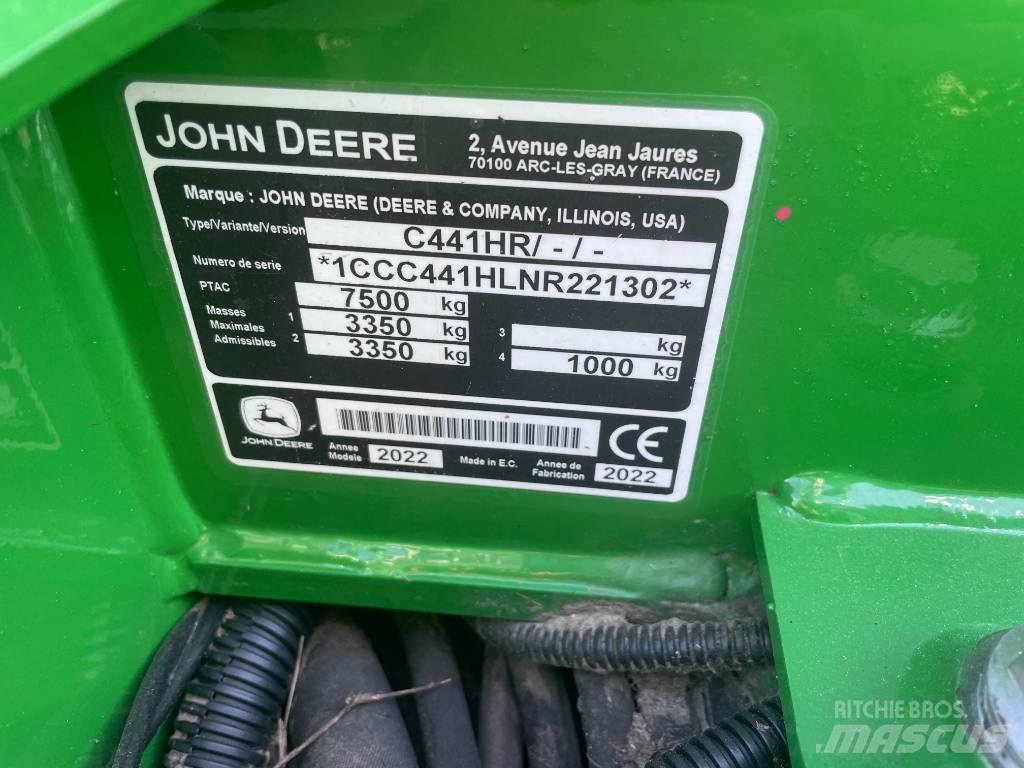 JOHN DEERE
2, Avenue Jean Jaures
70100 ARC-LES-GRAY (FRANCE)
Marque : JOHN DEERE (DEERE & COMPANY, ILLINOIS, USA)
Type/Variante/Version C441HR/ - / -
Numero de serie *1CCC441HLNR221302*
PTAC 7500 kg
Masses 1 3350 kg 3 kg
Maximales
Admissibles 2 3350 kg 4 1000 kg
JOHN DEERE
Annee Modele 2022
Made in E.C.
Annee de Fabrication 2022
CE
RITCHIE BROS.
MASCUS